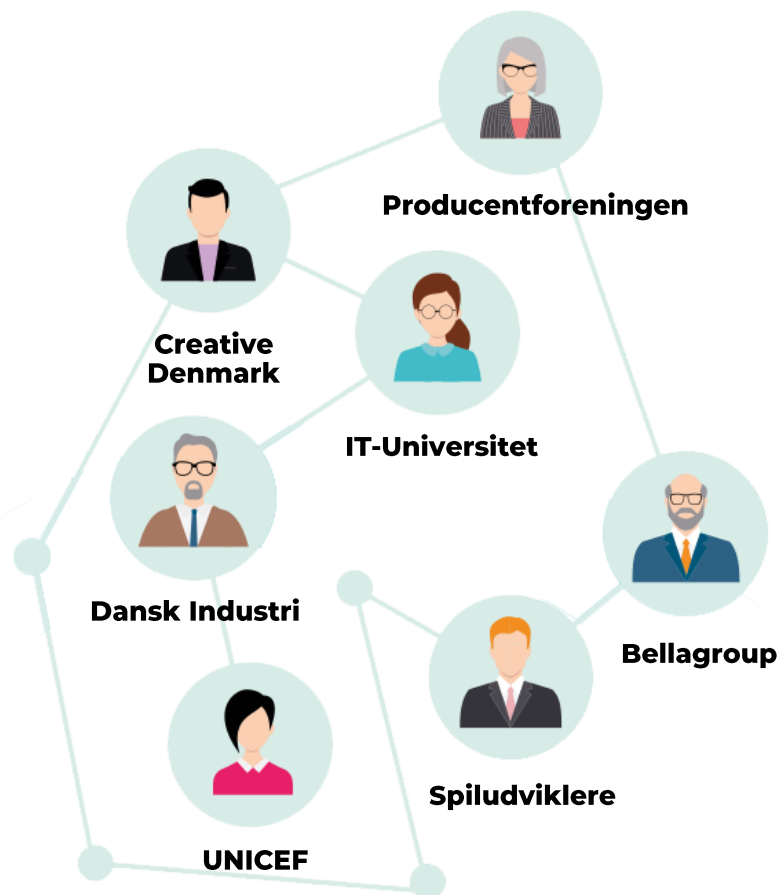 Producentforeningen
Creative
Denmark
IT-Universitet
Dansk Industri
Bellagroup
Spiludviklere
UNICEF